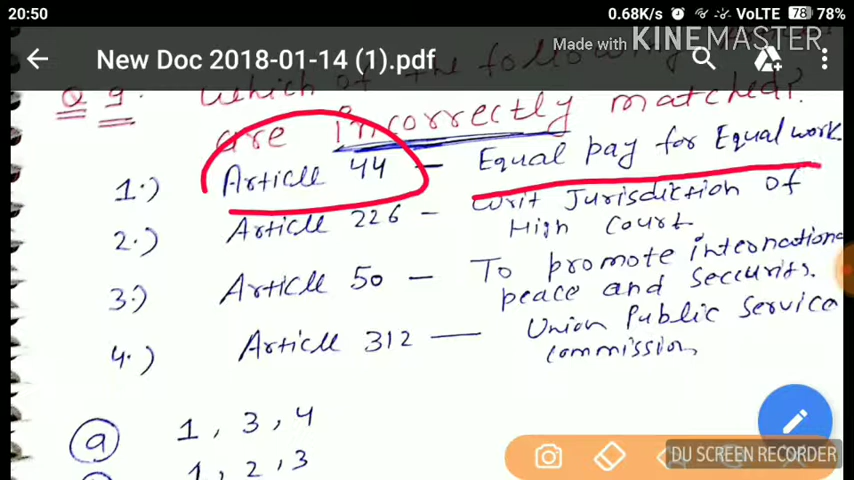 20:50 0.68K/s VoLTE 78 78%
New Doc 2018-01-14 (1).pdf
Made with KINEMASTER
Q 9. Which of the following
are incorrectly matched?
1.) Article 44 - Equal pay for Equal work.
2.) Article 226 - Writ Jurisdiction of
High Court
3.) Article 50 - To promote internationa
peace and seccurity.
4.) Article 312 - Union Public Service
commission
a 1, 3, 4
1, 2, 3
DU SCREEN RECORDER